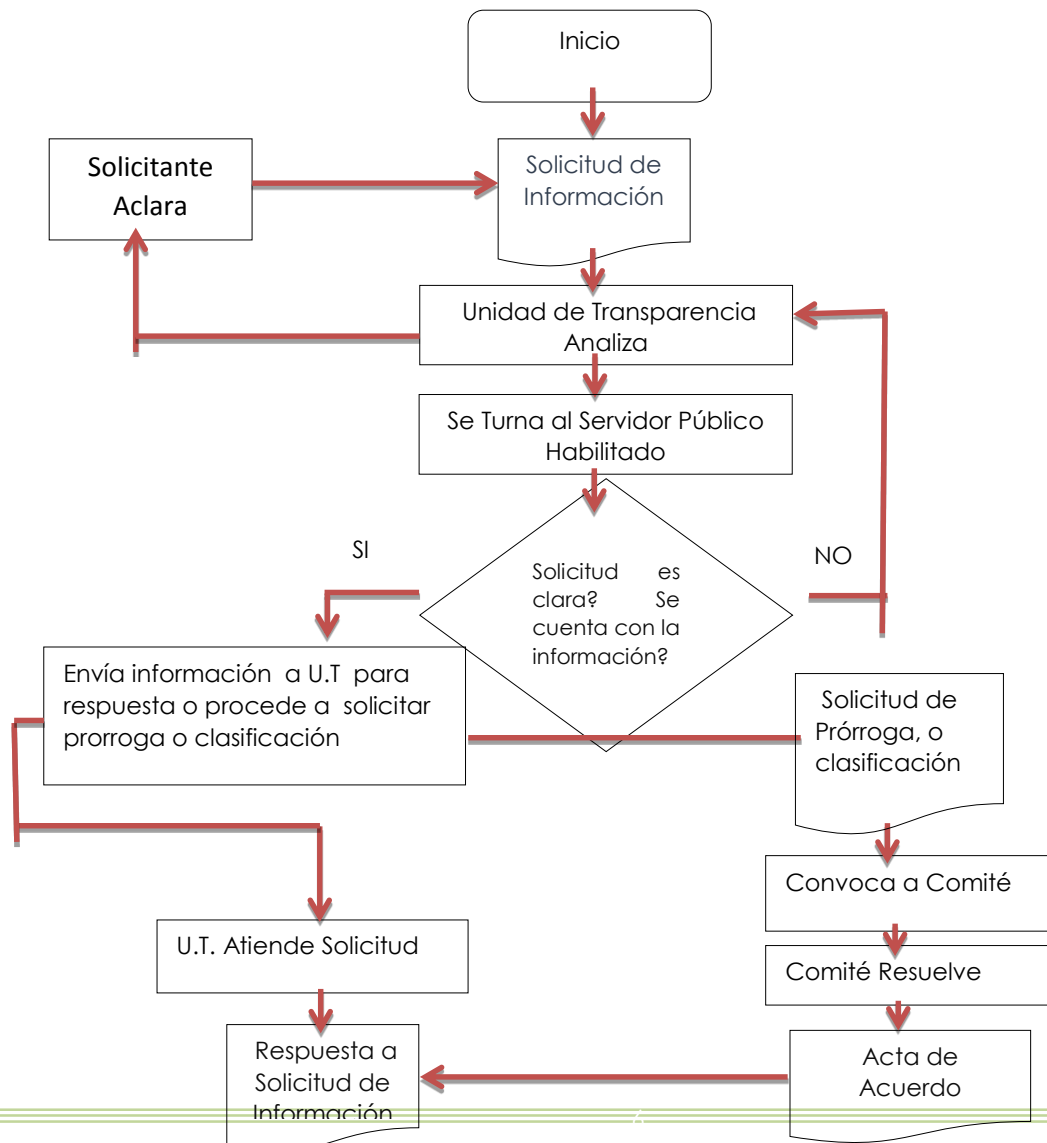 Inicio
Solicitante
Aclara
Solicitud de
Información
Unidad de Transparencia
Analiza
Se Turna al Servidor Público
Habilitado
SI
NO
Solicitud es
clara? Se
cuenta con la
información?
Envía información a U.T para
respuesta o procede a solicitar
prorroga o clasificación
Solicitud de
Prórroga, o
clasificación
Convoca a Comité
U.T. Atiende Solicitud
Comité Resuelve
Respuesta a
Solicitud de
Información
Acta de
Acuerdo